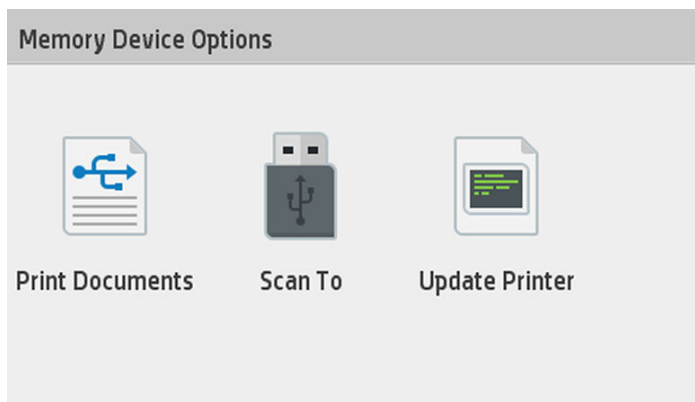 Memory Device Options
Print Documents
Scan To
Update Printer